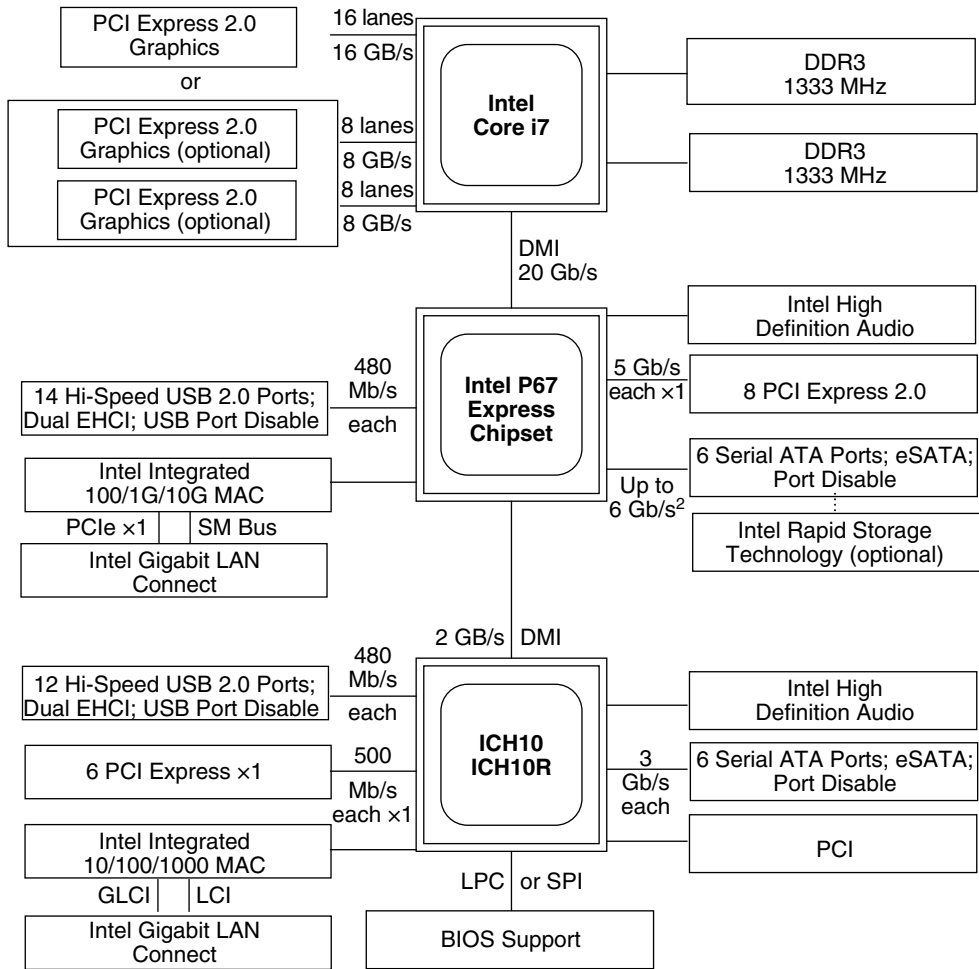 PCI Express 2.0
Graphics
16 lanes
16 GB/s
or
PCI Express 2.0
Graphics (optional)
8 lanes
8 GB/s
PCI Express 2.0
Graphics (optional)
8 lanes
8 GB/s
Intel
Core i7
DDR3
1333 MHz
DDR3
1333 MHz
DMI
20 Gb/s
14 Hi-Speed USB 2.0 Ports;
Dual EHCI; USB Port Disable
480
Mb/s
each
Intel Integrated
100/1G/10G MAC
PCIe ×1
SM Bus
Intel Gigabit LAN
Connect
Intel P67
Express
Chipset
Intel High
Definition Audio
5 Gb/s
each ×1
8 PCI Express 2.0
Up to
6 Gb/s²
6 Serial ATA Ports; eSATA;
Port Disable
Intel Rapid Storage
Technology (optional)
2 GB/s
DMI
12 Hi-Speed USB 2.0 Ports;
Dual EHCI; USB Port Disable
480
Mb/s
each
6 PCI Express ×1
500
Mb/s
each ×1
Intel Integrated
10/100/1000 MAC
GLCI
LCI
Intel Gigabit LAN
Connect
ICH10
ICH10R
Intel High
Definition Audio
3
Gb/s
each
6 Serial ATA Ports; eSATA;
Port Disable
PCI
LPC
or SPI
BIOS Support